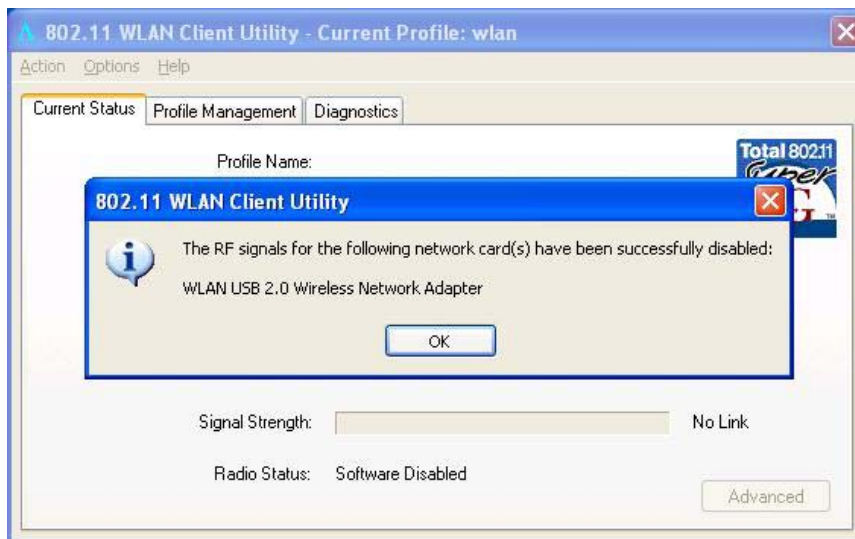 802.11 WLAN Client Utility - Current Profile: wlan
Action Options Help
Current Status Profile Management Diagnostics
Profile Name:
Total 802.11
Super
G ™
802.11 WLAN Client Utility
The RF signals for the following network card(s) have been successfully disabled:
WLAN USB 2.0 Wireless Network Adapter
OK
Signal Strength: No Link
Radio Status: Software Disabled
Advanced